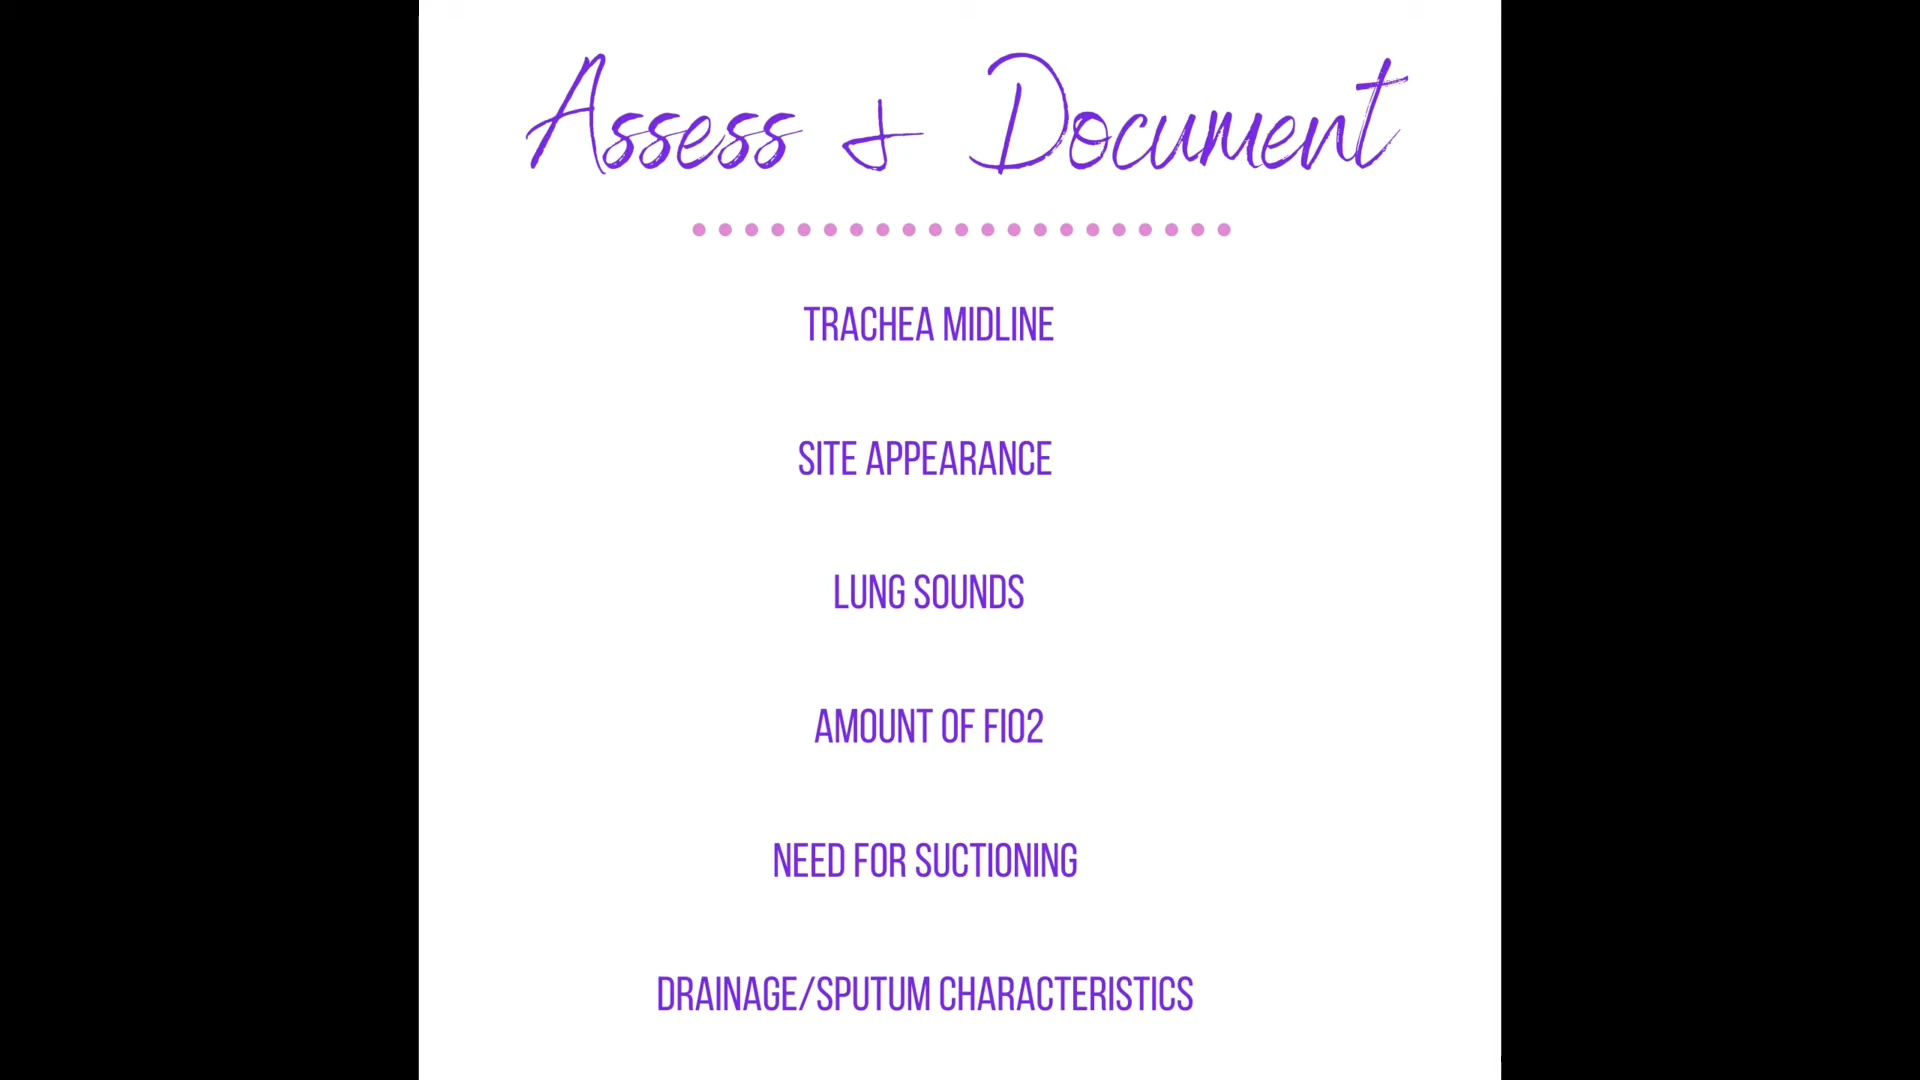 Assess & Document
TRACHEA MIDLINE
SITE APPEARANCE
LUNG SOUNDS
AMOUNT OF FIO2
NEED FOR SUCTIONING
DRAINAGE/SPUTUM CHARACTERISTICS